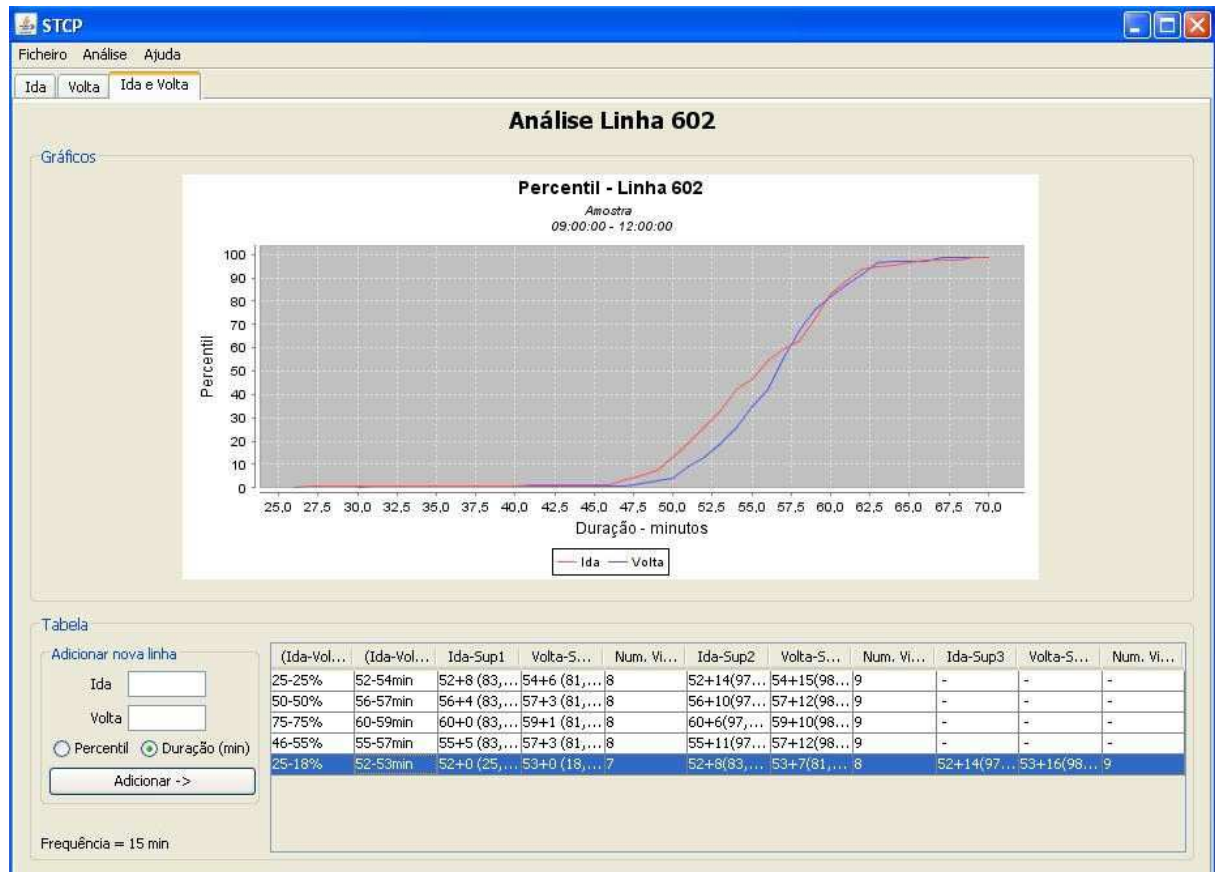 STCP
Ficheiro Análise Ajuda
Ida Volta Ida e Volta
Análise Linha 602
Gráficos
Percentil - Linha 602
Amostra
09:00:00 - 12:00:00
100
90
80
70
60
50
40
30
20
10
0
Percentil
25,0 27,5 30,0 32,5 35,0 37,5 40,0 42,5 45,0 47,5 50,0 52,5 55,0 57,5 60,0 62,5 65,0 67,5 70,0
Duração - minutos
Ida Volta
Tabela
Adicionar nova linha
Ida
Volta
Percentil Duração (min)
Adicionar ->
Frequência = 15 min
(Ida-Vol... (Ida-Vol... Ida-Sup1 Volta-S... Num. Vi... Ida-Sup2 Volta-S... Num. Vi... Ida-Sup3 Volta-S... Num. Vi...
25-25% 52-54min 52+8 (83,... 54+6 (81,... 8 52+14(97... 54+15(98... 9 - - -
50-50% 56-57min 56+4 (83,... 57+3 (81,... 8 56+10(97... 57+12(98... 9 - - -
75-75% 60-59min 60+0 (83,... 59+1 (81,... 8 60+6(97,... 59+10(98... 9 - - -
46-55% 55-57min 55+5 (83,... 57+3 (81,... 8 55+11(97... 57+12(98... 9 - - -
25-18% 52-53min 52+0 (25,... 53+0 (18,... 7 52+8(83,... 53+7(81,... 8 52+14(97... 53+16(98... 9